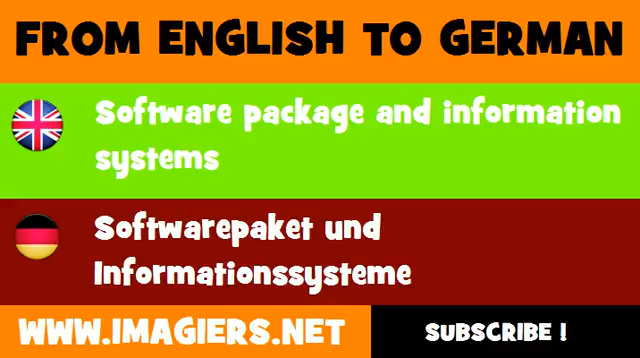 FROM ENGLISH TO GERMAN
Software package and information
systems
Softwarepaket und
Informationssysteme
WWW.IMAGIERS.NET
SUBSCRIBE !